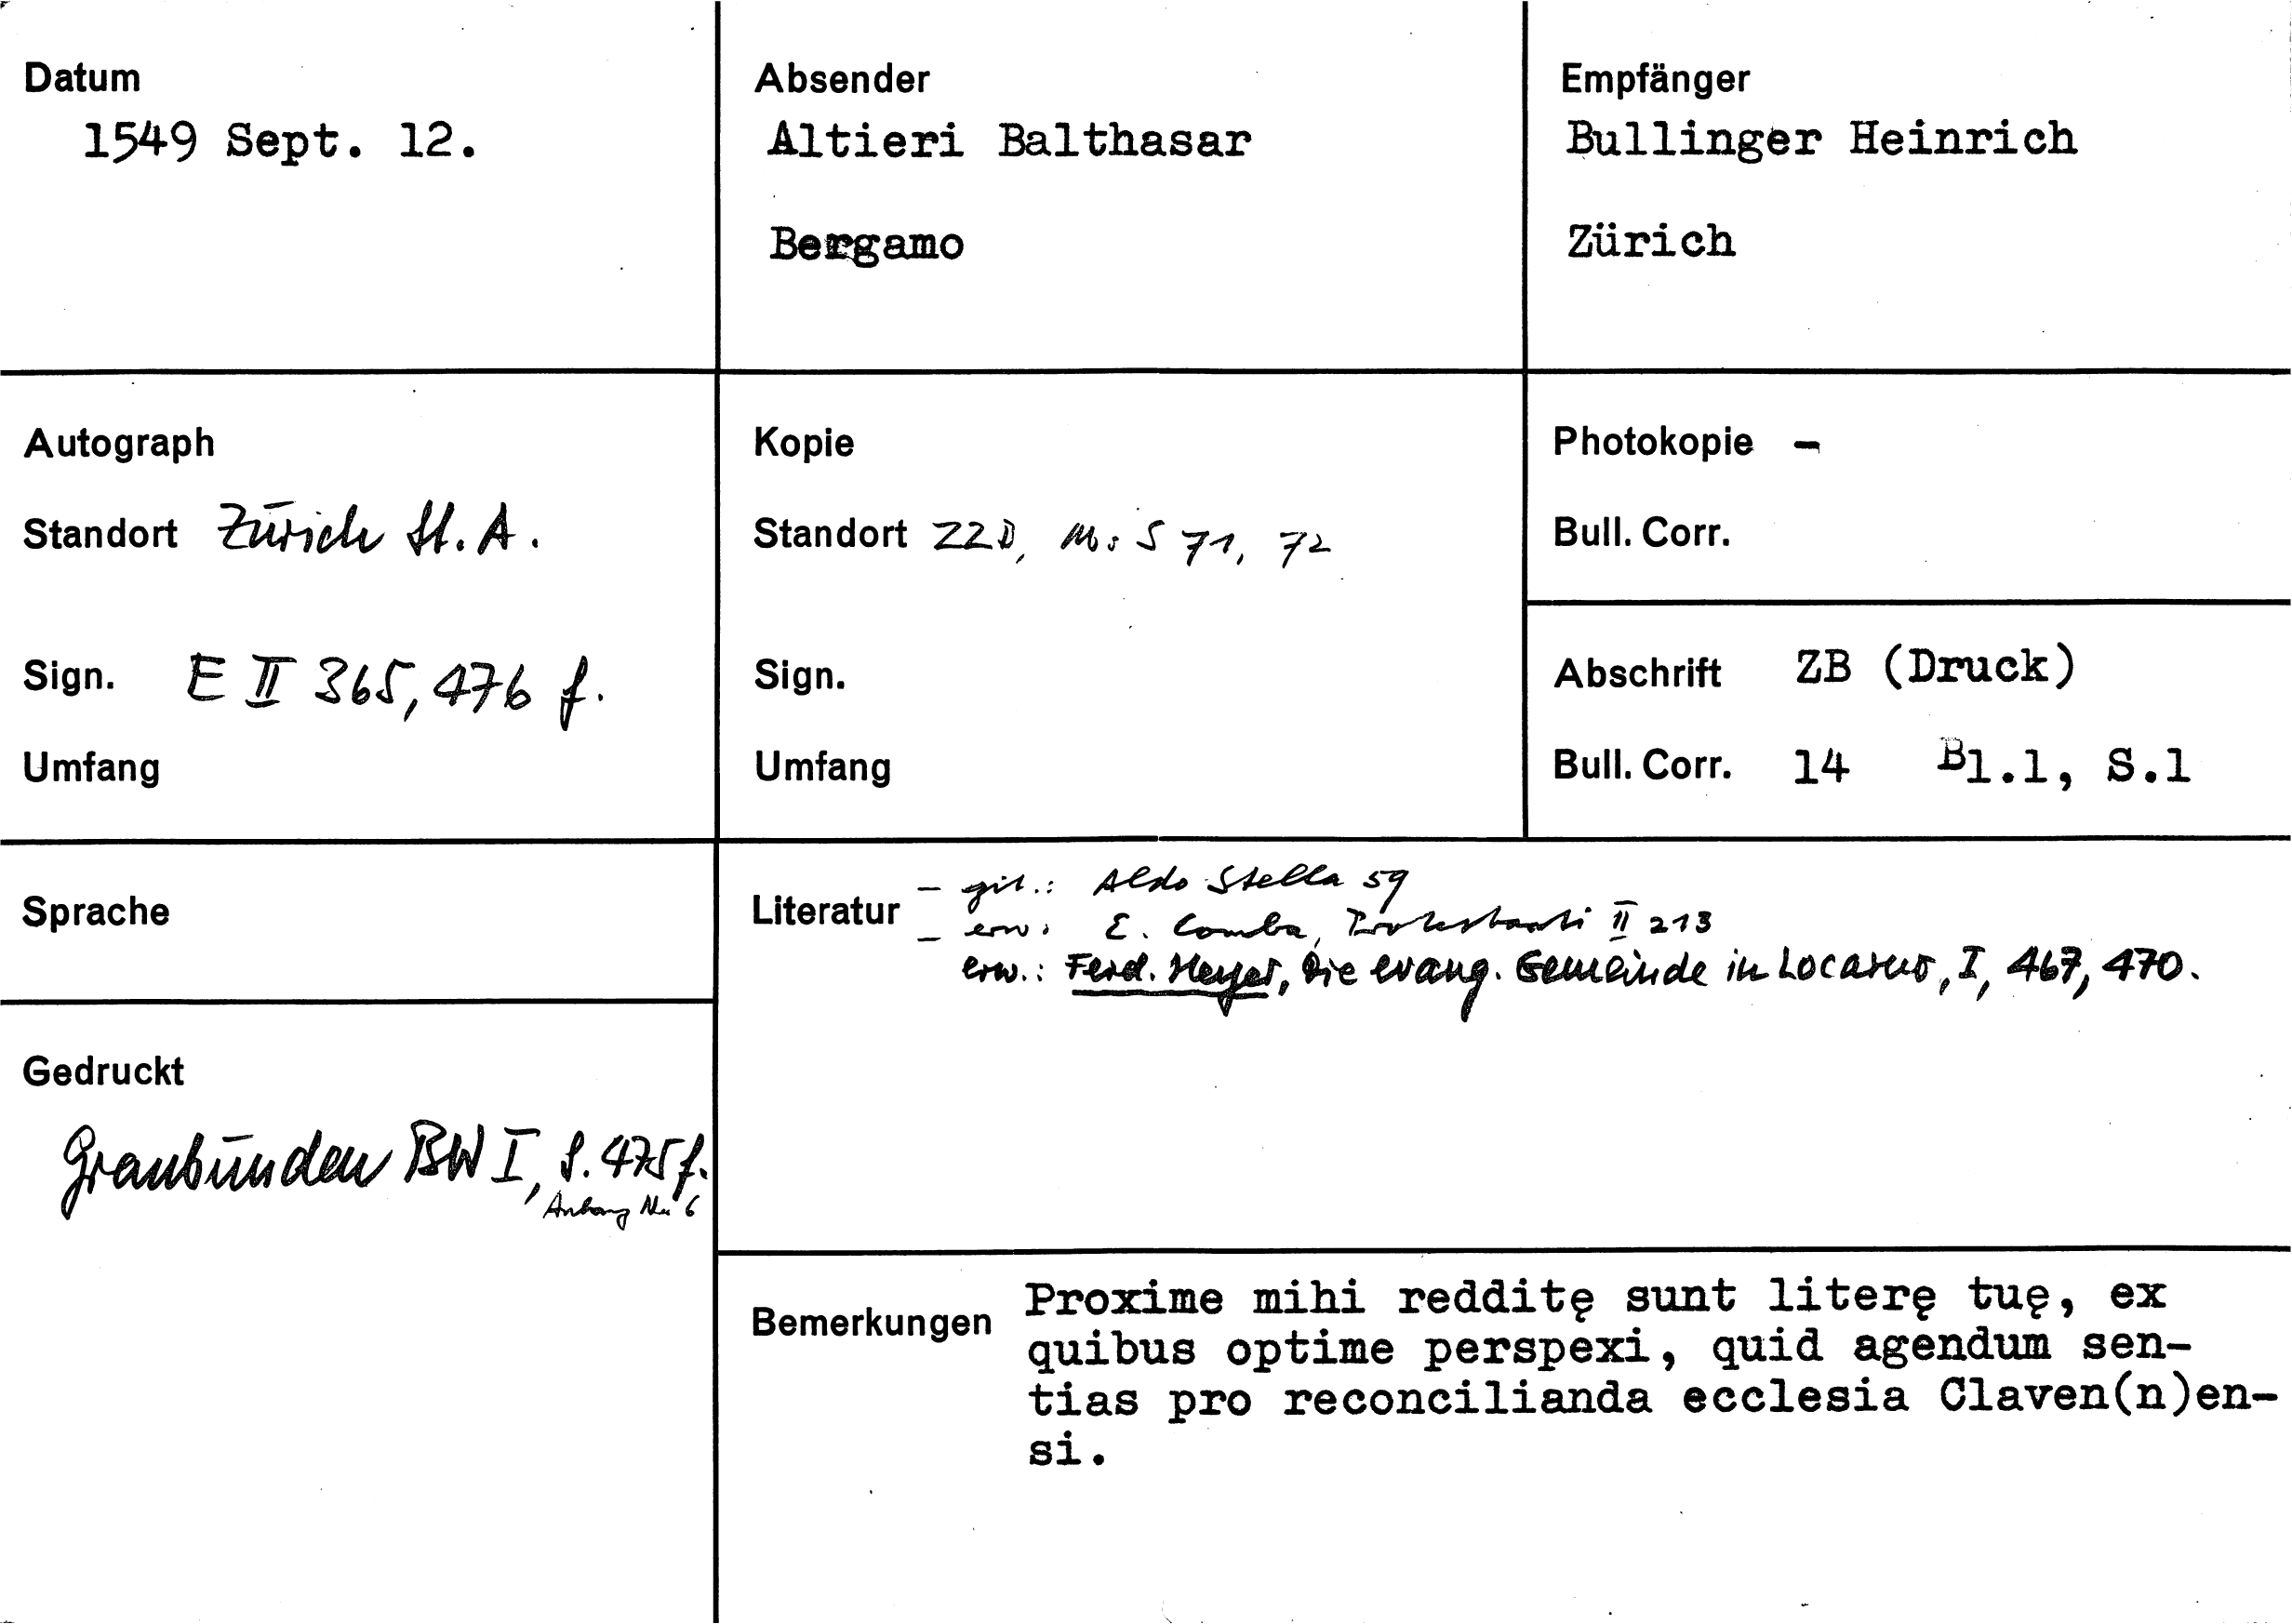 Datum
1549 Sept. 12.
Absender
Altieri Balthasar
Bergamo
Empfänger
Bullinger Heinrich
Zürich
Autograph
Standort Zürich St. A.
Sign. E II 365, 476 f.
Umfang
Kopie
Standort ZZB, Ms S 71, 72
Sign.
Umfang
Photokopie -
Bull. Corr.
Abschrift ZB (Druck)
Bull. Corr. 14 Bl.1, S.1
Sprache
Literatur - zit.: Aldo Stella 59
- erw. E. Comba, Protestanti II 213
erw.: Ferd. Meyer, Die evang. Gemeinde in Locarno, I, 467, 470.
Gedruckt
Graubünden BW I, S. 475 f.
Anhang Nr 6
Bemerkungen Proxime mihi redditę sunt literę tuę, ex
quibus optime perspexi, quid agendum sen-
tias pro reconcilianda ecclesia Claven(n)en-
si.